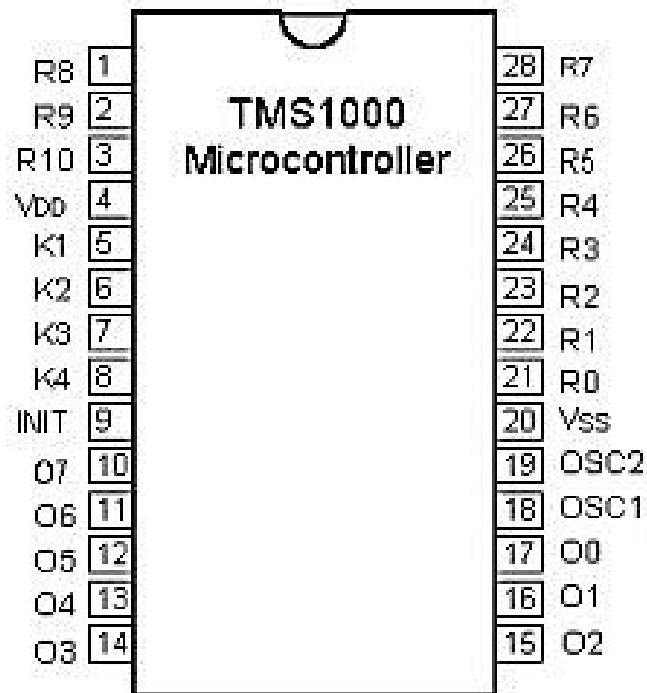 R8 1 28 R7
TMS1000
R9 2 27 R6
Microcontroller
R10 3 26 R5
VDD 4 25 R4
K1 5 24 R3
K2 6 23 R2
K3 7 22 R1
K4 8 21 R0
INIT 9 20 VSS
O7 10 19 OSC2
O6 11 18 OSC1
O5 12 17 O0
O4 13 16 O1
O3 14 15 O2